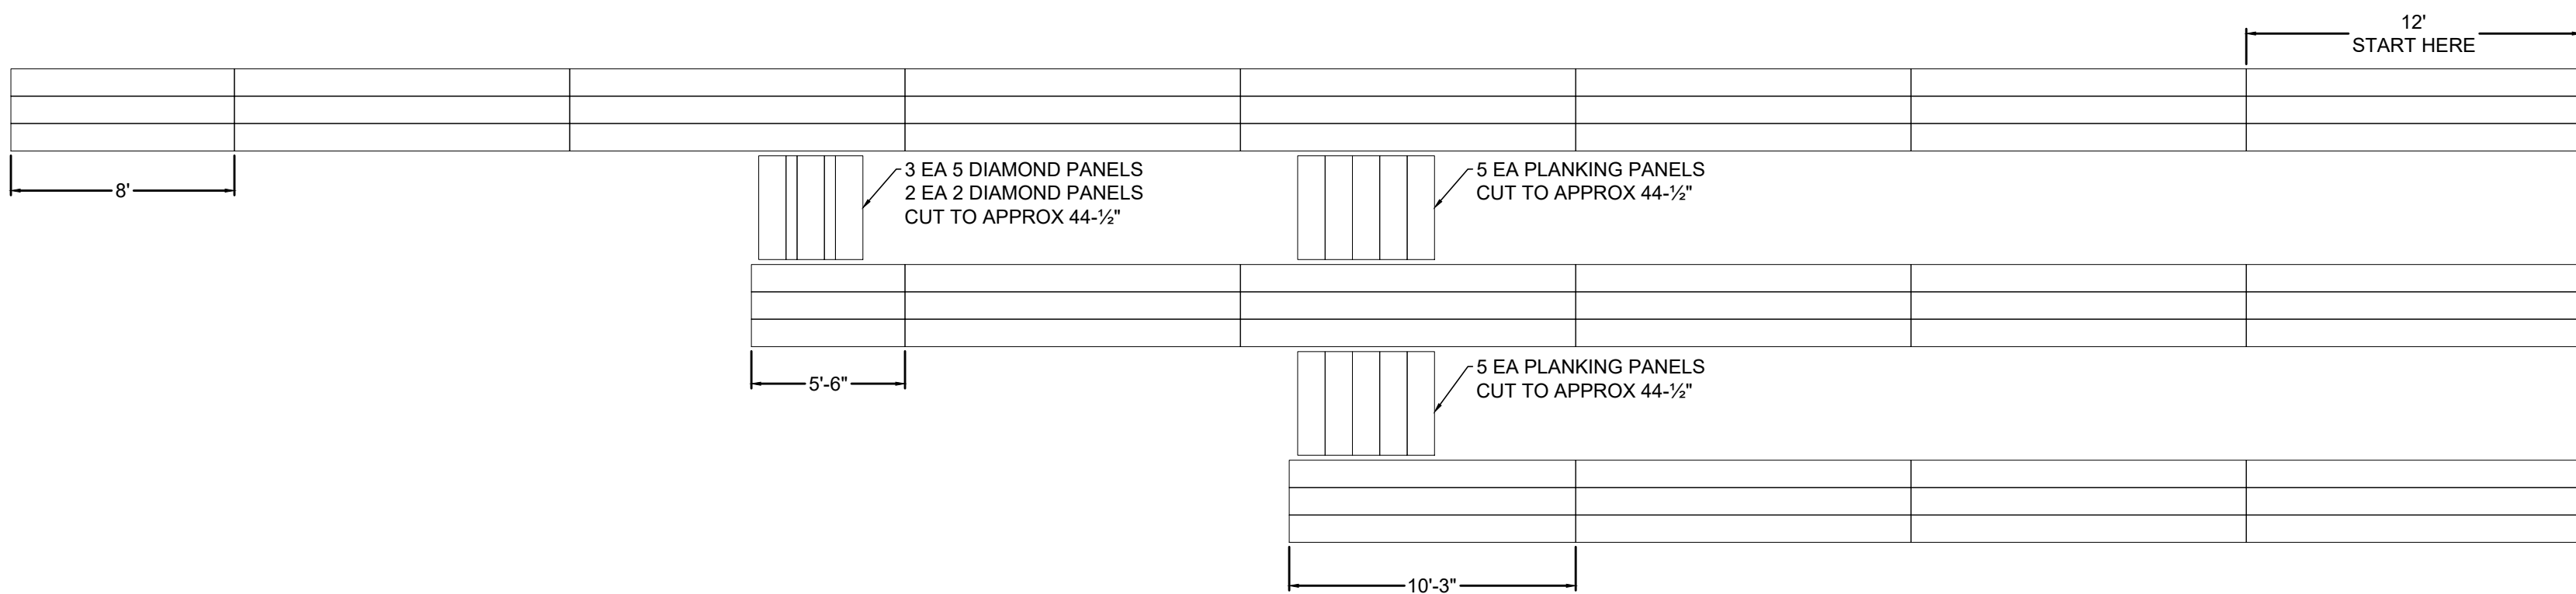 12'
START HERE
8'
3 EA 5 DIAMOND PANELS
2 EA 2 DIAMOND PANELS
CUT TO APPROX 44-½"
5 EA PLANKING PANELS
CUT TO APPROX 44-½"
5'-6"
5 EA PLANKING PANELS
CUT TO APPROX 44-½"
10'-3"